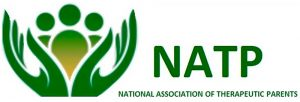 NATP
NATIONAL ASSOCIATION OF THERAPEUTIC PARENTS